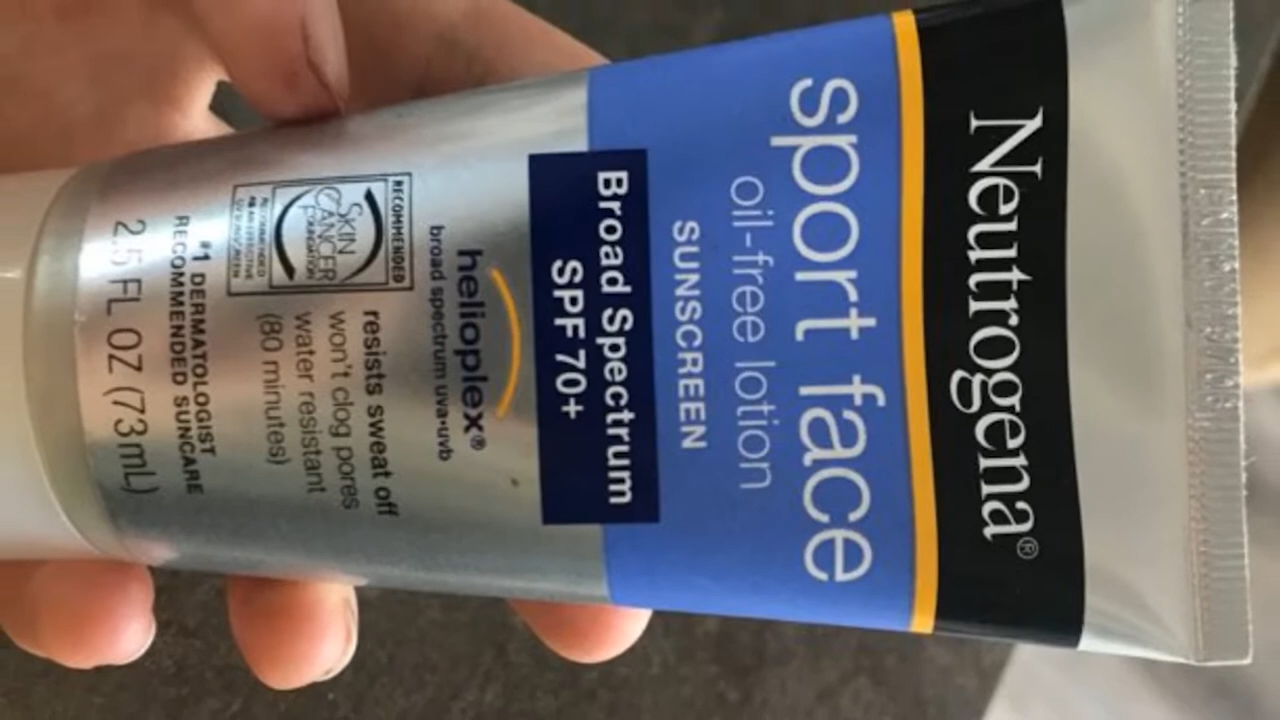 Neutrogena®
sport face
oil-free lotion
SUNSCREEN
Broad Spectrum
SPF 70+
helioplex®
broad spectrum uva•uvb
RECOMMENDED
SKIN
CANCER
FOUNDATION
RECOMMENDED
resists sweat off
won't clog pores
water resistant
(80 minutes)
#1 DERMATOLOGIST
RECOMMENDED SUNCARE
2.5 FL OZ (73mL)